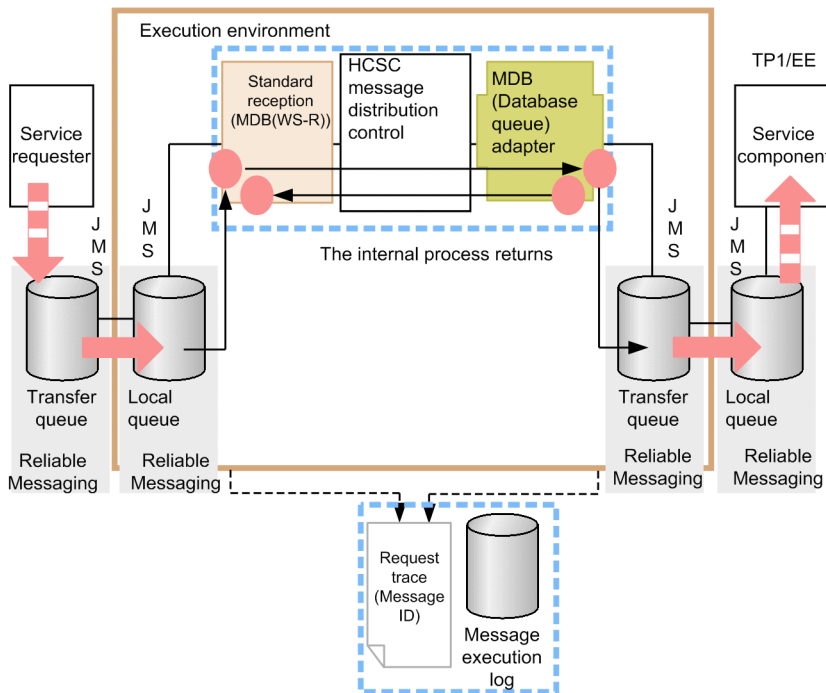 Execution environment
TP1/EE
Service
requester
Standard
reception
(MDB(WS-R))
HCSC
message
distribution
control
MDB
(Database
queue)
adapter
Service
component
J
M
S
J
M
S
J
M
S
J
M
S
The internal process returns
Transfer
queue
Local
queue
Transfer
queue
Local
queue
Reliable
Messaging
Reliable
Messaging
Reliable
Messaging
Reliable
Messaging
Request
trace
(Message
ID)
Message
execution
log